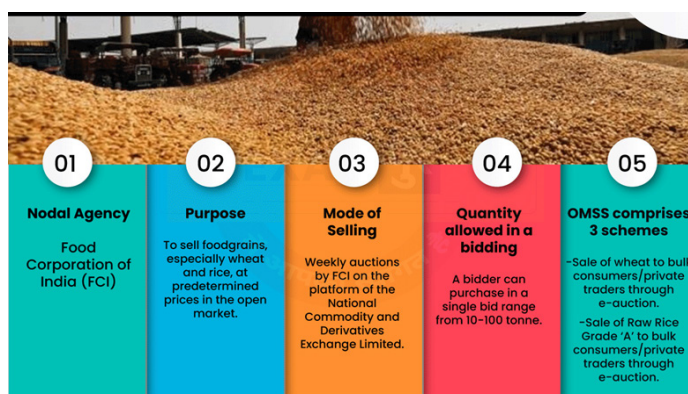 01
Nodal Agency
Food
Corporation of
India (FCI)
02
Purpose
To sell foodgrains,
especially wheat
and rice, at
predetermined
prices in the open
market.
03
Mode of
Selling
Weekly auctions
by FCI on the
platform of the
National
Commodity and
Derivatives
Exchange Limited.
04
Quantity
allowed in a
bidding
A bidder can
purchase in a
single bid range
from 10-100 tonne.
05
OMSS comprises
3 schemes
-Sale of wheat to bulk
consumers/private
traders through
e-auction.
-Sale of Raw Rice
Grade ‘A’ to bulk
consumers/private
traders through
e-auction.